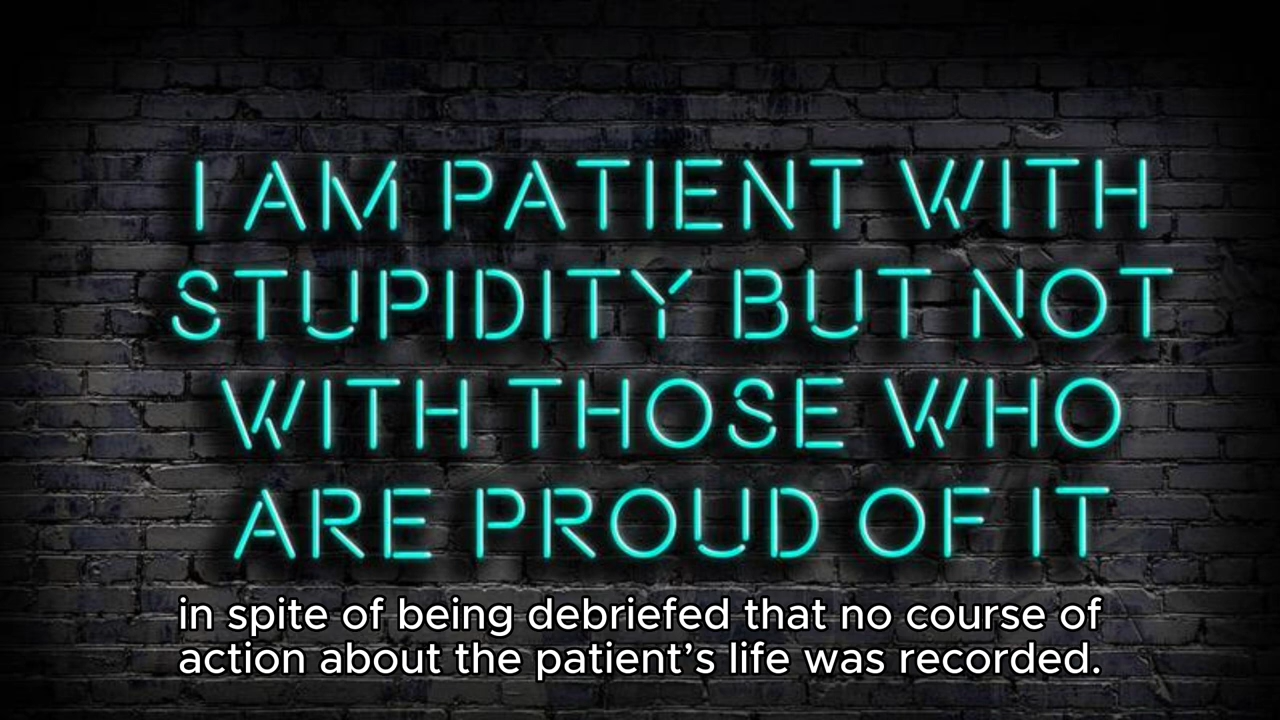 I AM PATIENT WITH
STUPIDITY BUT NOT
WITH THOSE WHO
ARE PROUD OF IT
in spite of being debriefed that no course of
action about the patient’s life was recorded.